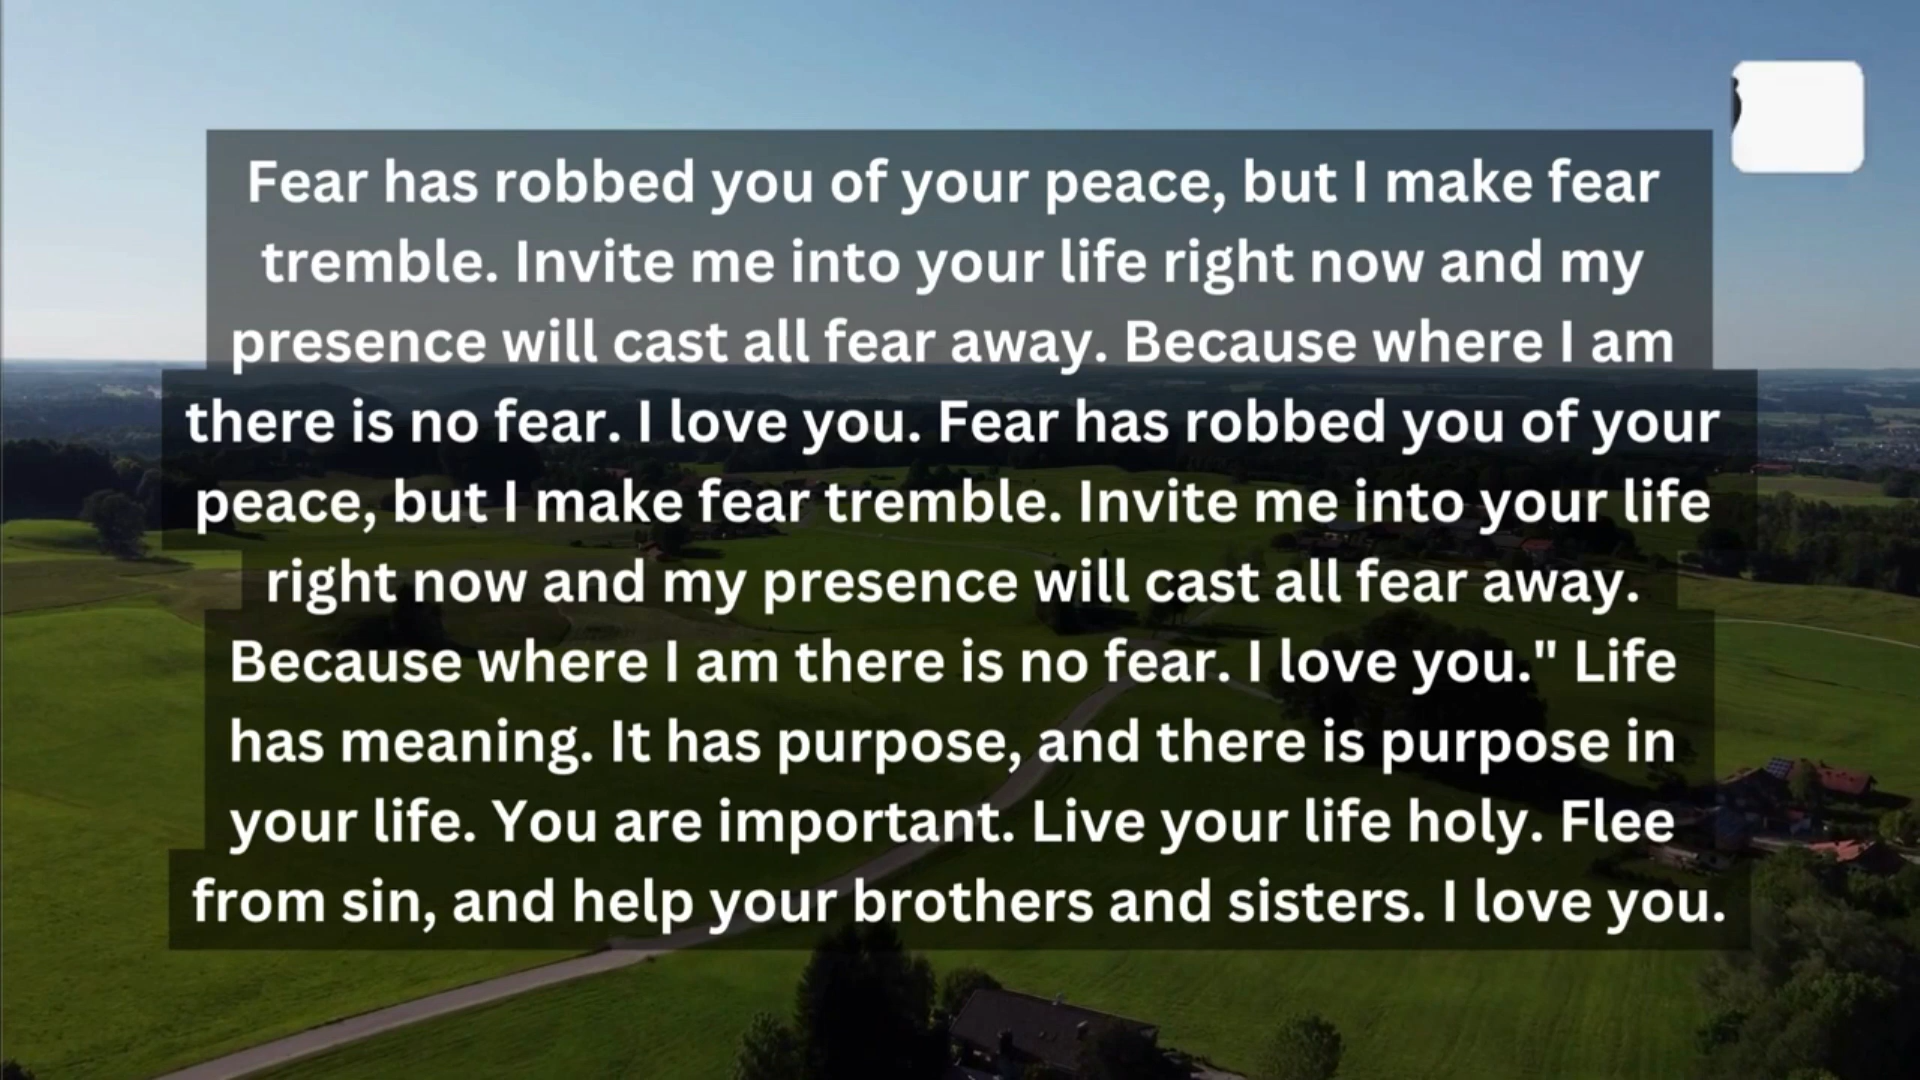 Fear has robbed you of your peace, but I make fear
tremble. Invite me into your life right now and my
presence will cast all fear away. Because where I am
there is no fear. I love you. Fear has robbed you of your
peace, but I make fear tremble. Invite me into your life
right now and my presence will cast all fear away.
Because where I am there is no fear. I love you." Life
has meaning. It has purpose, and there is purpose in
your life. You are important. Live your life holy. Flee
from sin, and help your brothers and sisters. I love you.